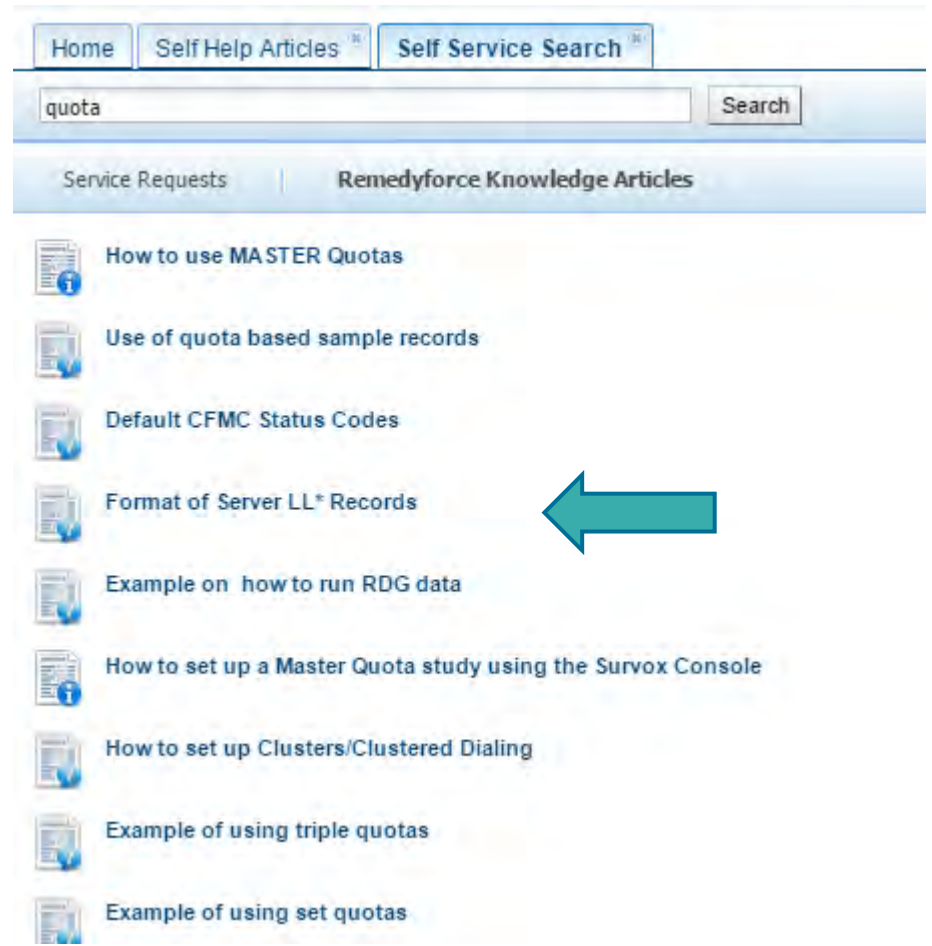 Home Self Help Articles Self Service Search
quota Search
Service Requests Remedyforce Knowledge Articles
How to use MASTER Quotas
Use of quota based sample records
Default CFMC Status Codes
Format of Server LL* Records
Example on how to run RDG data
How to set up a Master Quota study using the Survox Console
How to set up Clusters/Clustered Dialing
Example of using triple quotas
Example of using set quotas